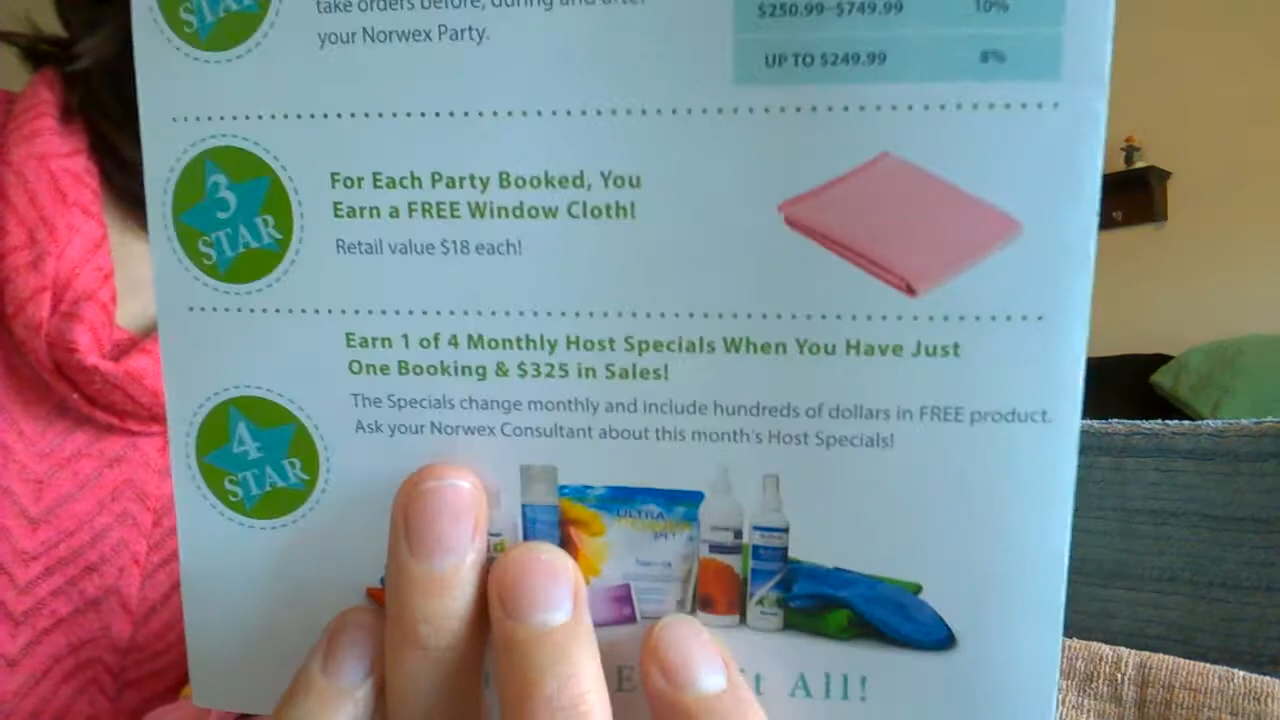 STAR
take orders before, during and after
your Norwex Party.
$250.99–$749.99 10%
UP TO $249.99 8%
3
STAR
For Each Party Booked, You
Earn a FREE Window Cloth!
Retail value $18 each!
4
STAR
Earn 1 of 4 Monthly Host Specials When You Have Just
One Booking & $325 in Sales!
The Specials change monthly and include hundreds of dollars in FREE product.
Ask your Norwex Consultant about this month's Host Specials!
ULTRA
All!